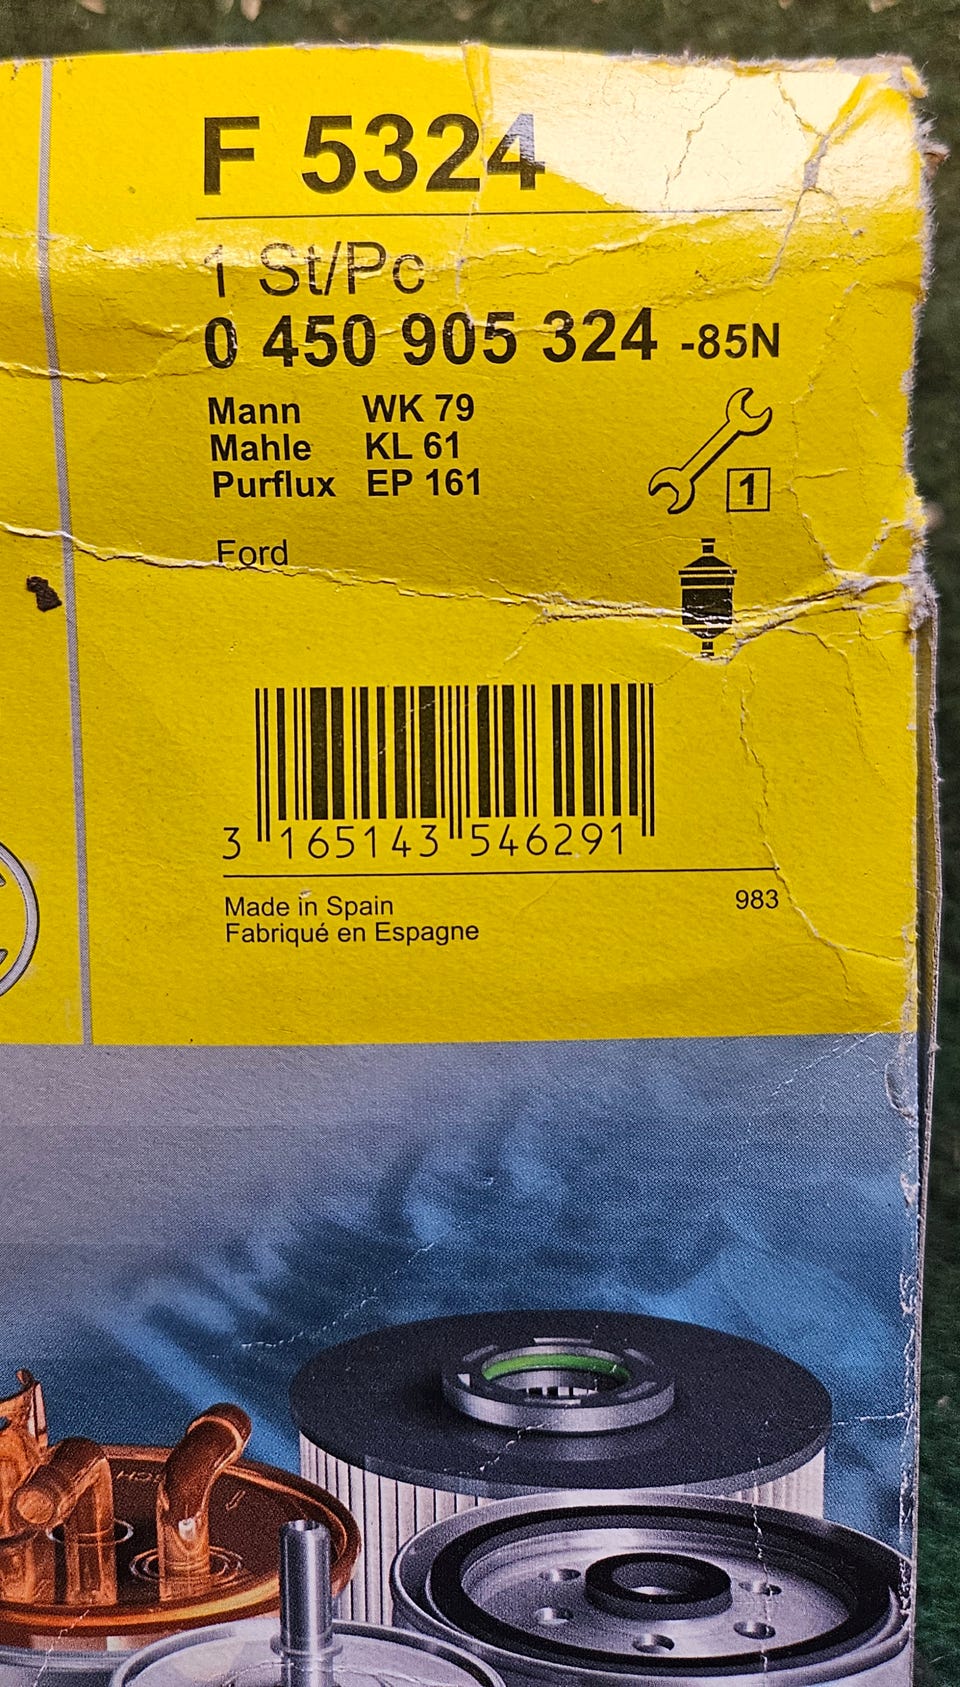 F 5324
1 St/Pc
0 450 905 324 -85N
Mann WK 79
Mahle KL 61
Purflux EP 161
1
Ford
3 165143 546291
Made in Spain 983
Fabriqué en Espagne